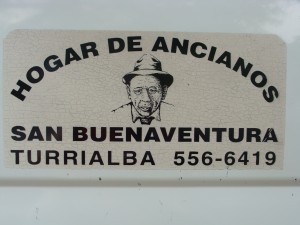 HOGAR DE ANCIANOS
SAN BUENAVENTURA
TURRIALBA 556-6419